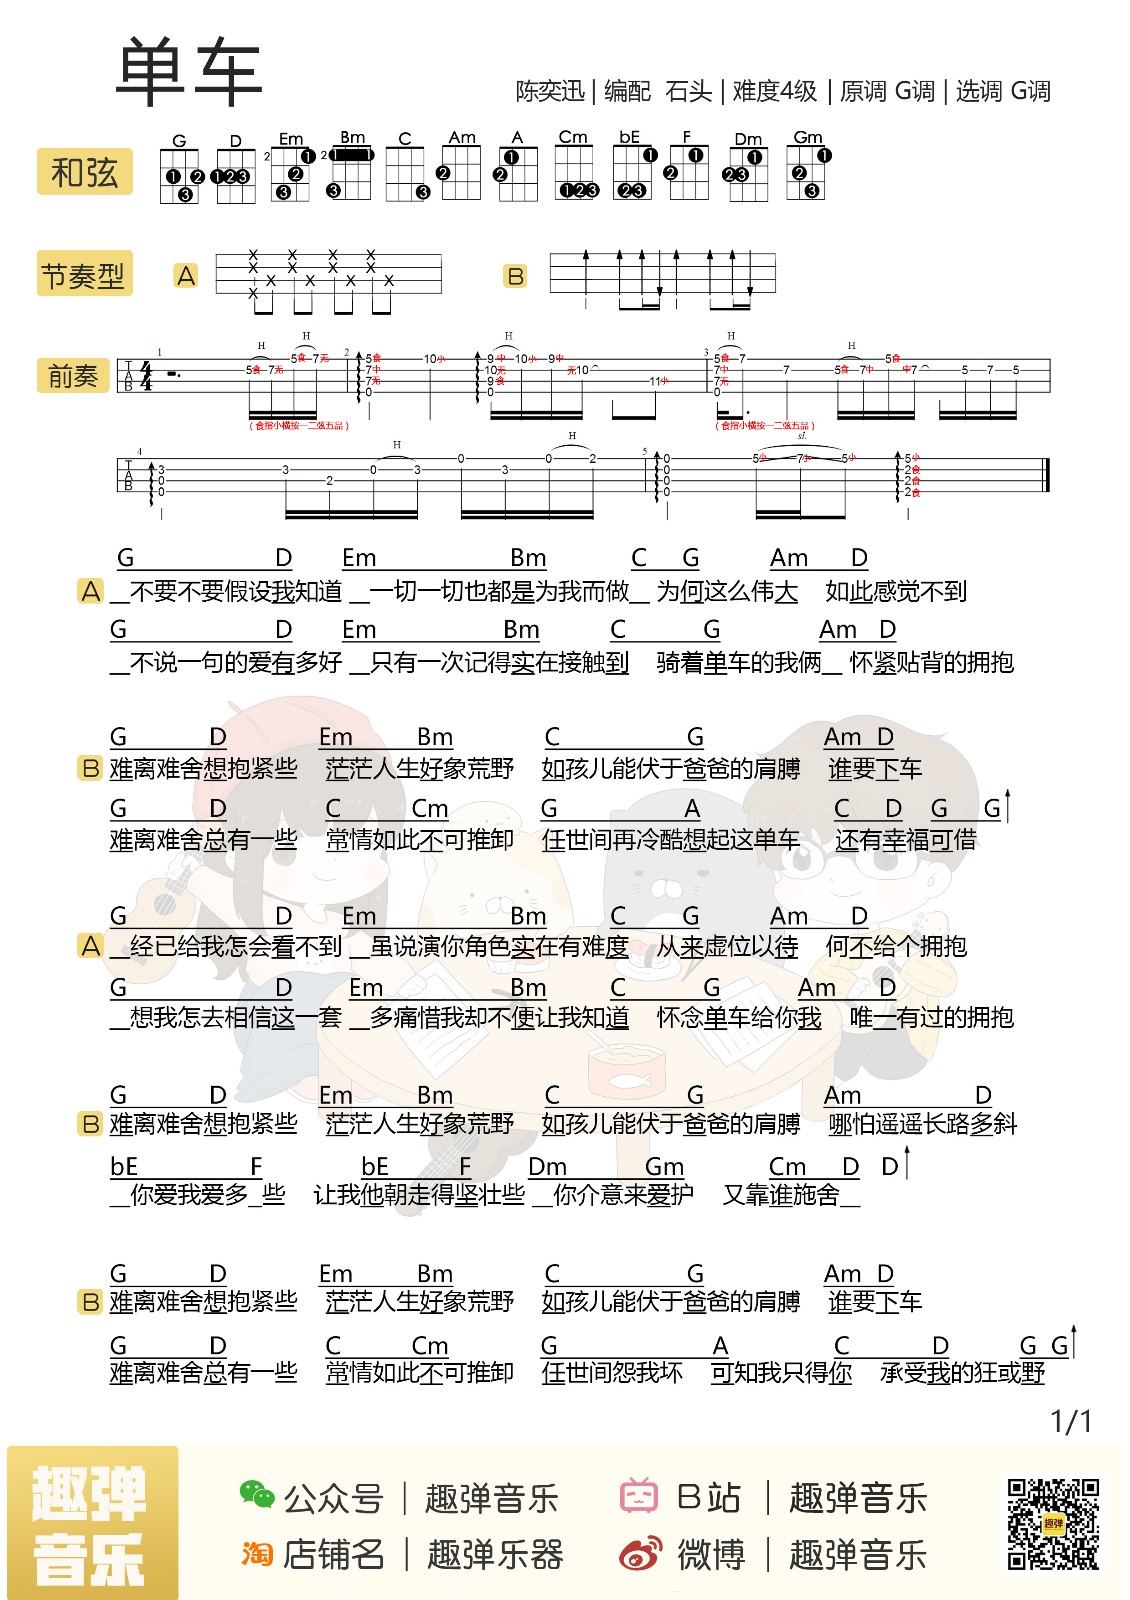 单车
陈奕迅 | 编配 石头 | 难度4级 | 原调 G调 | 选调 G调
和弦 G D Em Bm C Am A Cm bE F Dm Gm
节奏型 A B
前奏
(食指小横按一二弦五品) (食指小横按一二弦五品)
G D Em Bm C G Am D
A __不要不要假设我知道 __一切一切也都是为我而做__ 为何这么伟大 如此感觉不到
G D Em Bm C G Am D
__不说一句的爱有多好 __只有一次记得实在接触到 骑着单车的我俩__ 怀紧贴背的拥抱
G D Em Bm C G Am D
B 难离难舍想抱紧些 茫茫人生好象荒野 如孩儿能伏于爸爸的肩膊 谁要下车
G D C Cm G A C D G G
难离难舍总有一些 常情如此不可推卸 任世间再冷酷想起这单车 还有幸福可借
G D Em Bm C G Am D
A __经已给我怎会看不到 __虽说演你角色实在有难度 从来虚位以待 何不给个拥抱
G D Em Bm C G Am D
__想我怎去相信这一套 __多痛惜我却不便让我知道 怀念单车给你我 唯一有过的拥抱
G D Em Bm C G Am D
B 难离难舍想抱紧些 茫茫人生好象荒野 如孩儿能伏于爸爸的肩膊 哪怕遥遥长路多斜
bE F bE F Dm Gm Cm D D
__你爱我爱多_些 让我他朝走得坚壮些 __你介意来爱护 又靠谁施舍__
G D Em Bm C G Am D
B 难离难舍想抱紧些 茫茫人生好象荒野 如孩儿能伏于爸爸的肩膊 谁要下车
G D C Cm G A C D G G
难离难舍总有一些 常情如此不可推卸 任世间怨我坏 可知我只得你 承受我的狂或野
1/1
趣弹音乐
公众号 | 趣弹音乐 B站 | 趣弹音乐
淘 店铺名 | 趣弹乐器 微博 | 趣弹音乐
趣弹